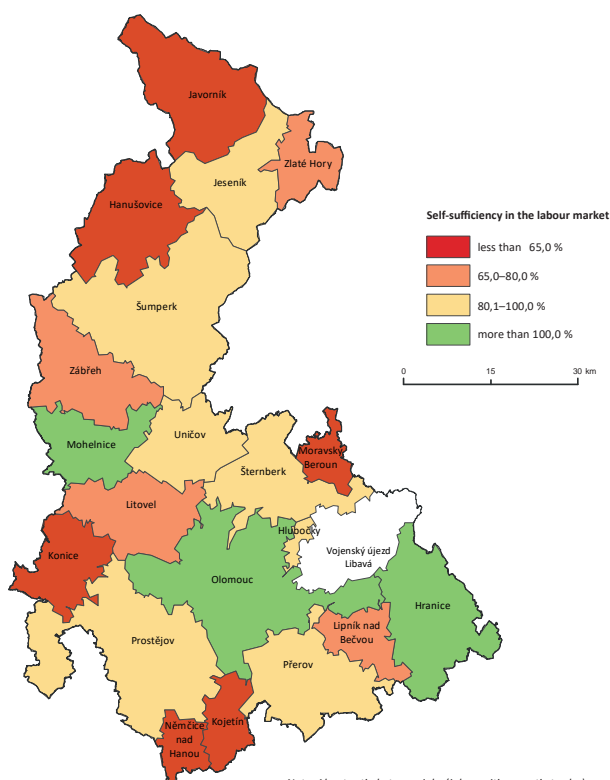 Javorník
Zlaté Hory
Jeseník
Hanušovice
Self-sufficiency in the labour market
less than 65,0 %
65,0–80,0 %
80,1–100,0 %
more than 100,0 %
0 15 30 km
Šumperk
Zábřeh
Uničov
Mohelnice
Moravský
Beroun
Šternberk
Litovel
Hlubočky
Konice
Vojenský újezd
Libavá
Olomouc
Hranice
Lipník nad
Bečvou
Prostějov
Přerov
Kojetín
Němčice
nad
Hanou